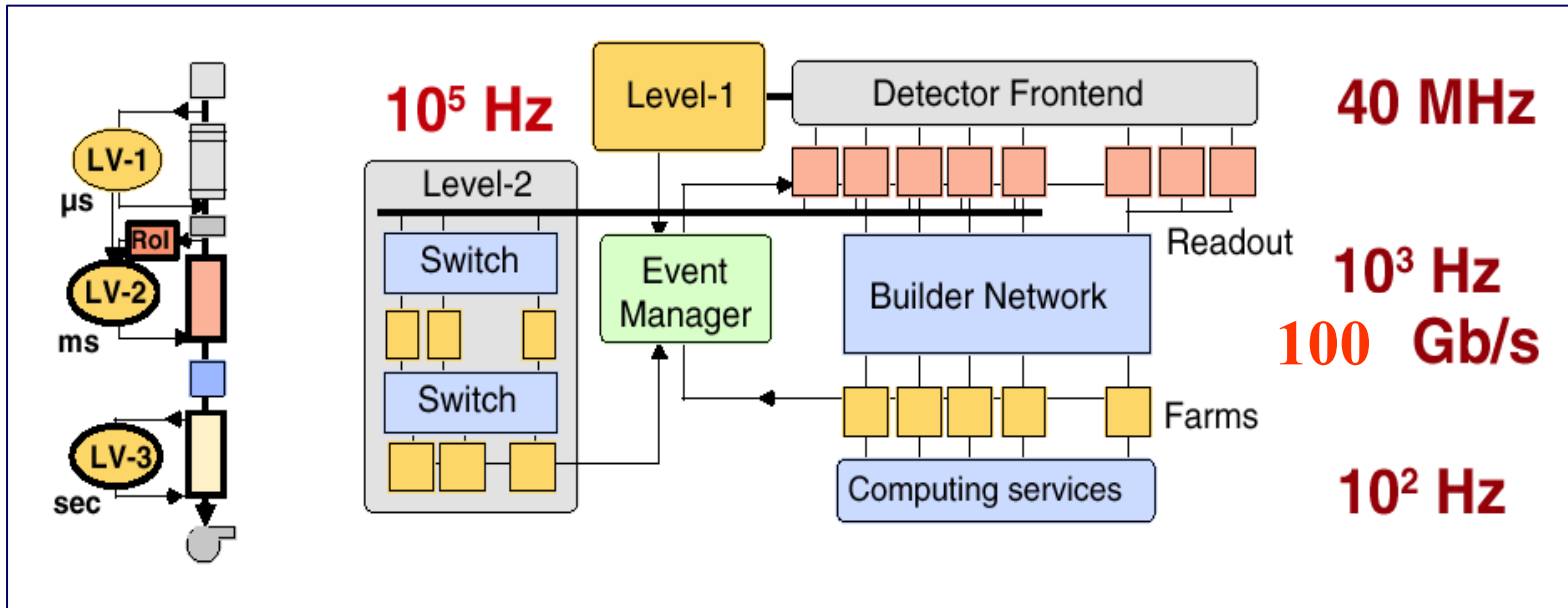 LV-1
µs
RoI
LV-2
ms
LV-3
sec
10⁵ Hz
Level-1
Detector Frontend
40 MHz
Level-2
Switch
Switch
Event
Manager
Builder Network
Readout
10³ Hz
100 Gb/s
Farms
Computing services
10² Hz